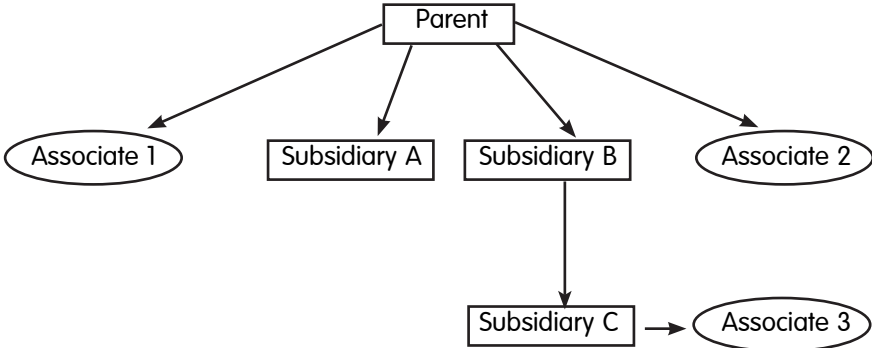 Parent
Associate 1
Subsidiary A
Subsidiary B
Associate 2
Subsidiary C
Associate 3